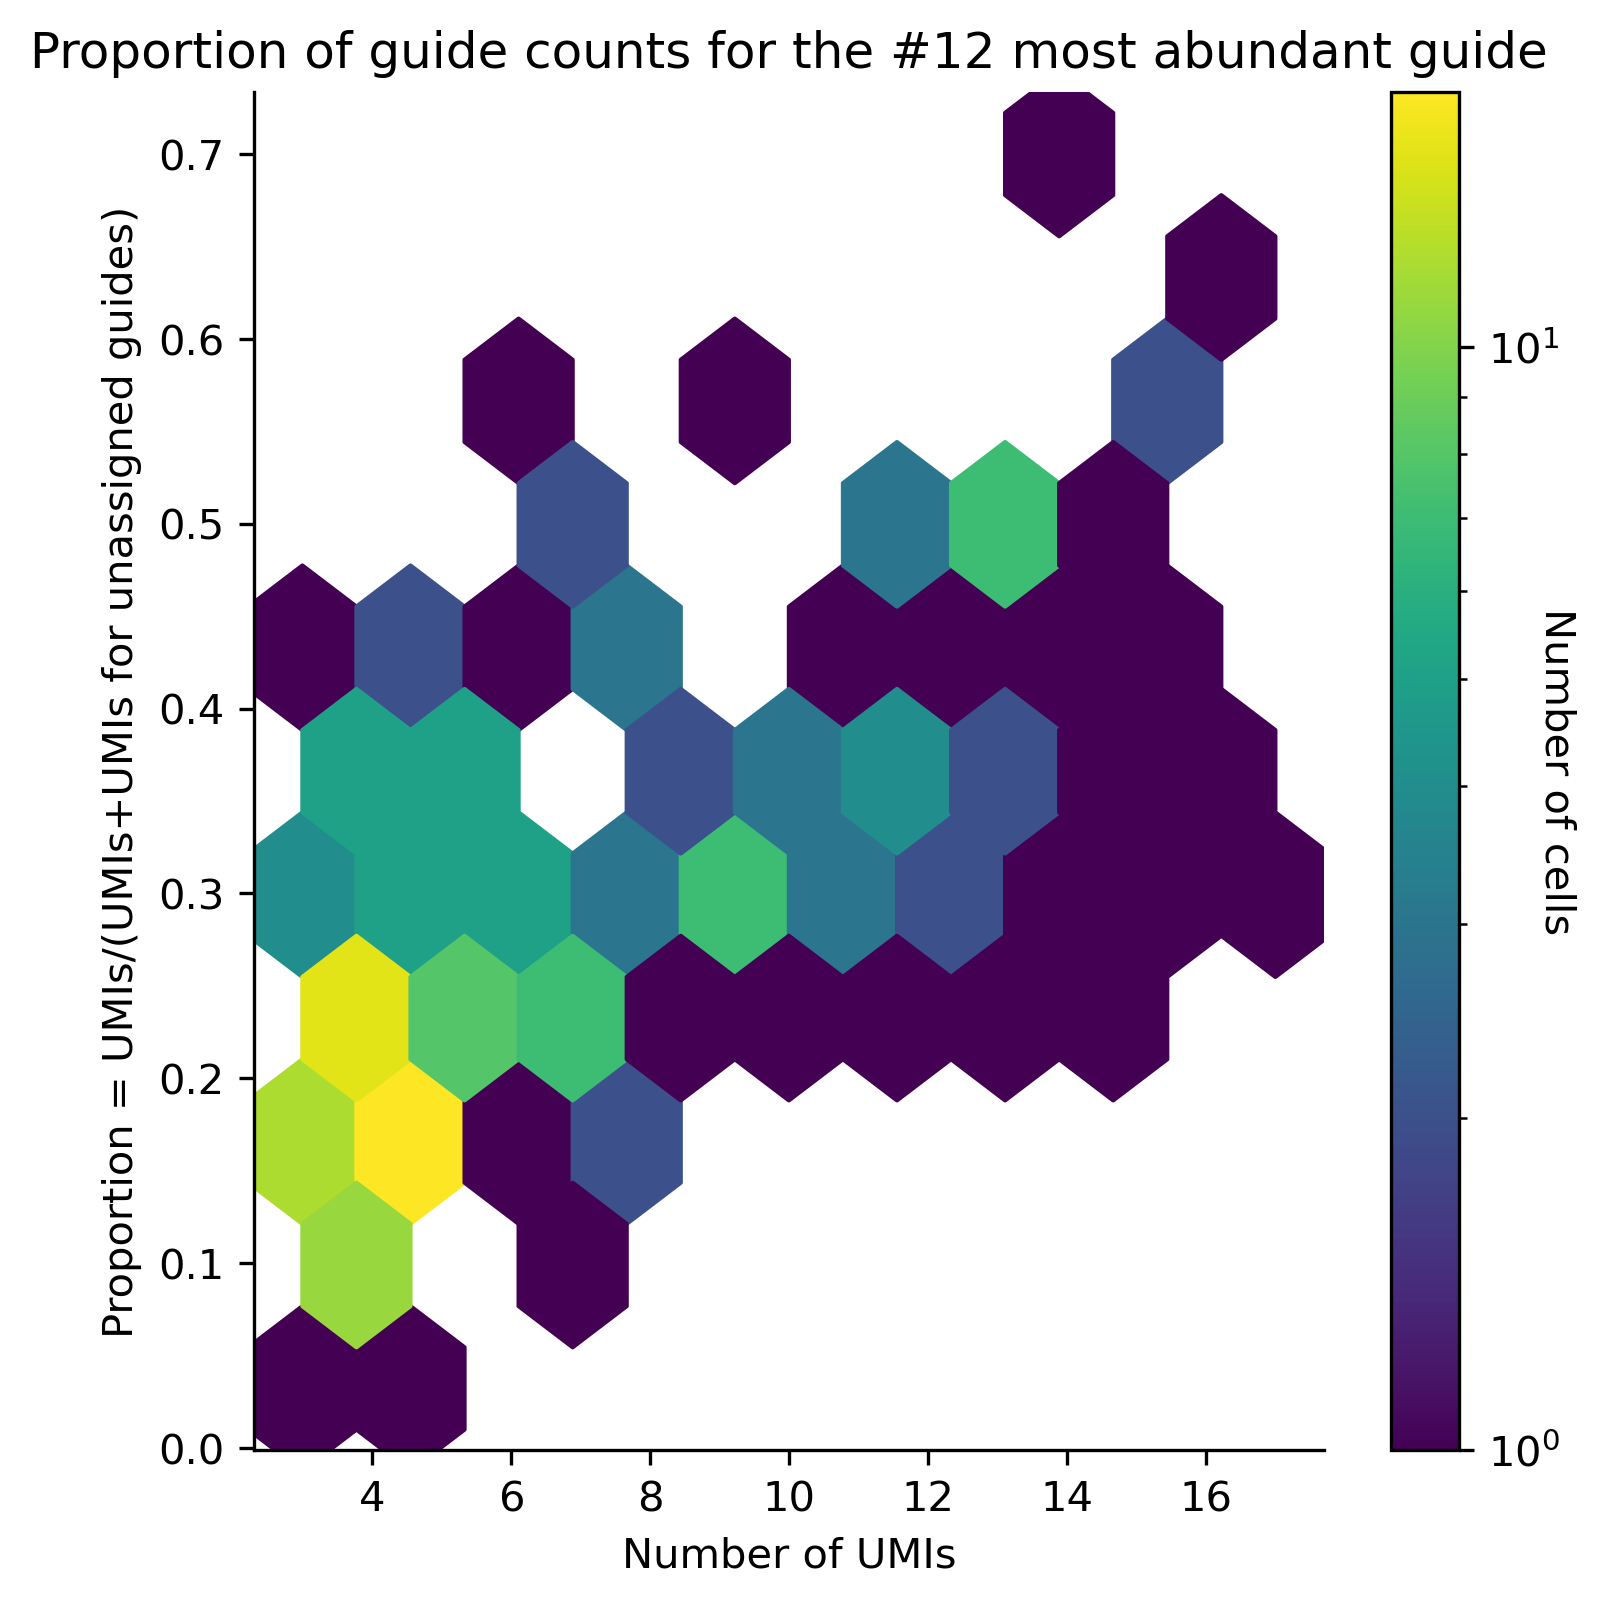 Proportion of guide counts for the #12 most abundant guide
Proportion = UMIs/(UMIs+UMIs for unassigned guides)
0.7
0.6
0.5
0.4
0.3
0.2
0.1
0.0
4 6 8 10 12 14 16
Number of UMIs
10¹
10⁰
Number of cells